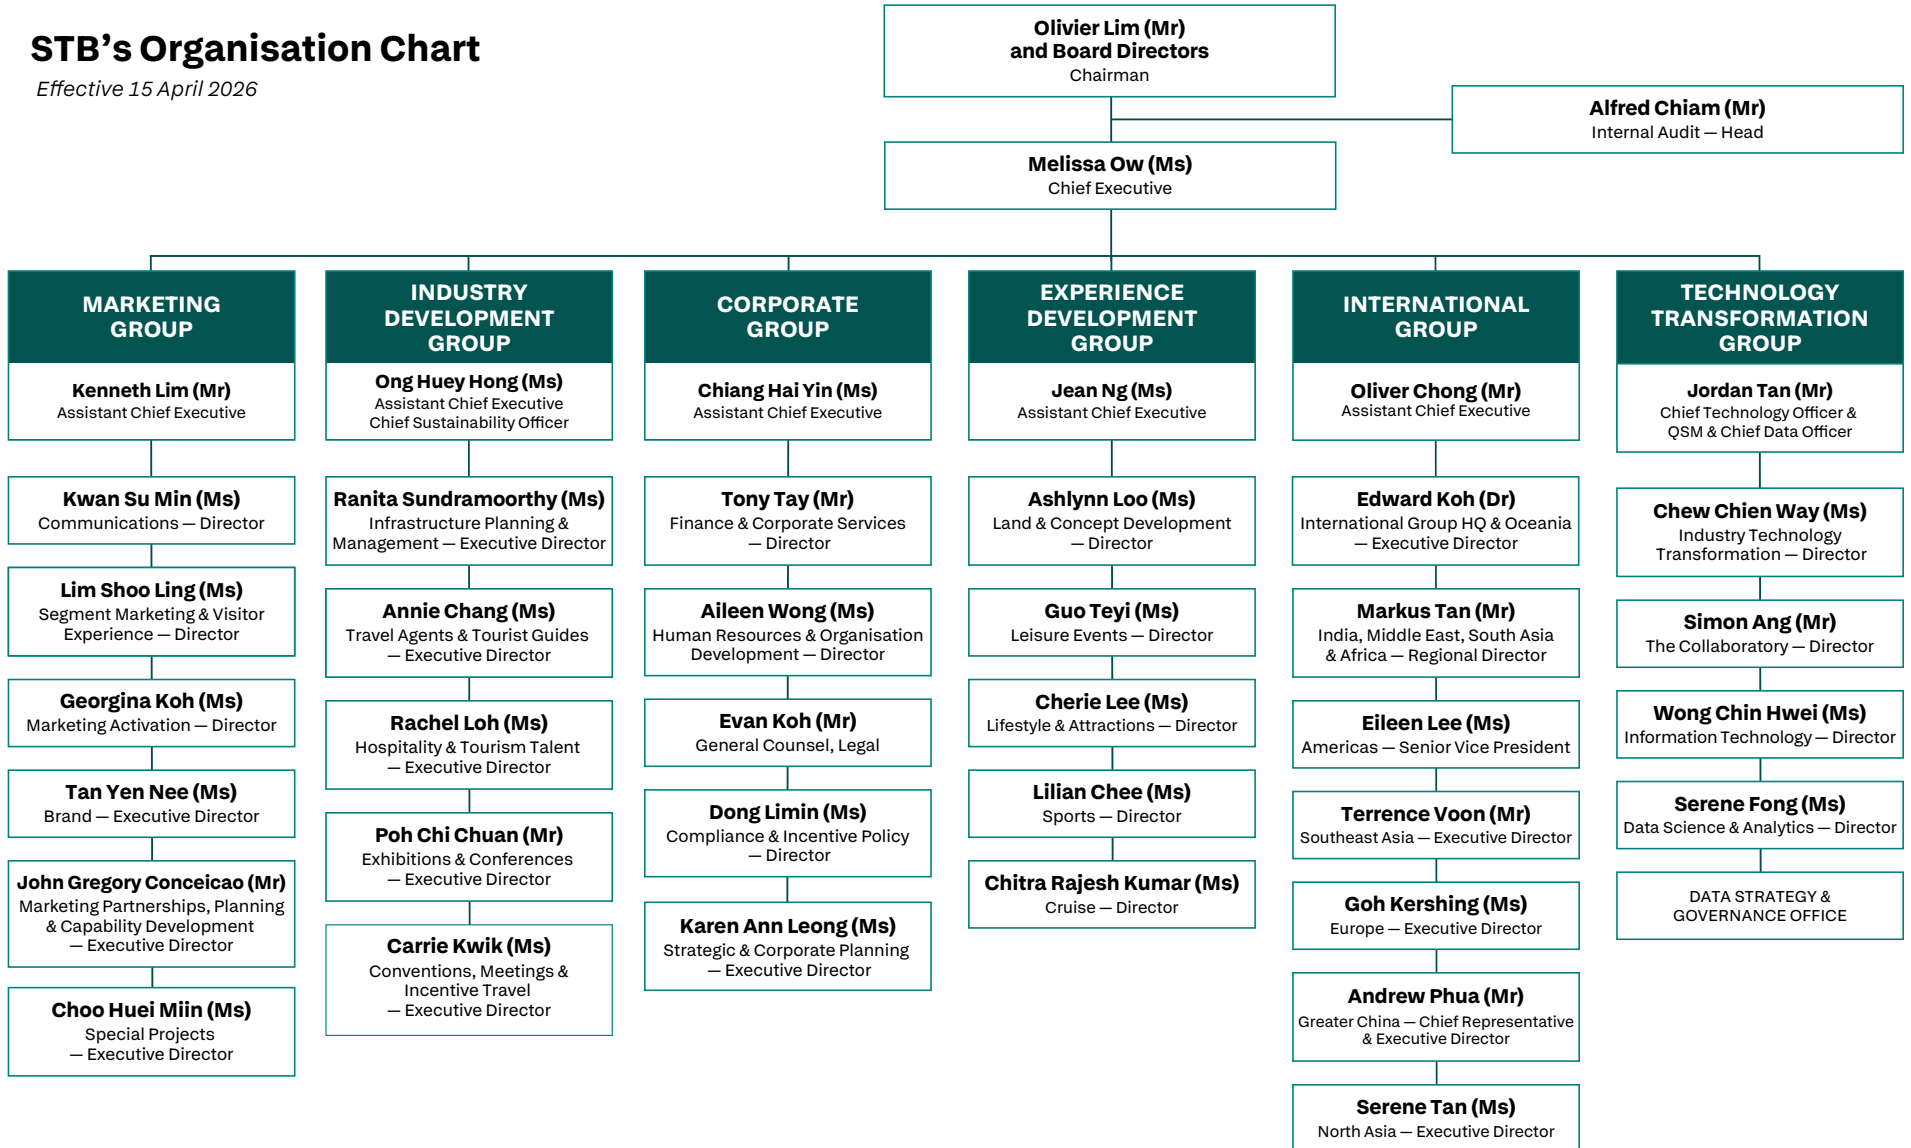 STB’s Organisation Chart
Effective 15 April 2026
Olivier Lim (Mr)
and Board Directors
Chairman
Alfred Chiam (Mr)
Internal Audit — Head
Melissa Ow (Ms)
Chief Executive
MARKETING
GROUP
Kenneth Lim (Mr)
Assistant Chief Executive
Kwan Su Min (Ms)
Communications — Director
Lim Shoo Ling (Ms)
Segment Marketing & Visitor
Experience — Director
Georgina Koh (Ms)
Marketing Activation — Director
Tan Yen Nee (Ms)
Brand — Executive Director
John Gregory Conceicao (Mr)
Marketing Partnerships, Planning
& Capability Development
— Executive Director
Choo Huei Miin (Ms)
Special Projects
— Executive Director
INDUSTRY
DEVELOPMENT
GROUP
Ong Huey Hong (Ms)
Assistant Chief Executive
Chief Sustainability Officer
Ranita Sundramoorthy (Ms)
Infrastructure Planning &
Management — Executive Director
Annie Chang (Ms)
Travel Agents & Tourist Guides
— Executive Director
Rachel Loh (Ms)
Hospitality & Tourism Talent
— Executive Director
Poh Chi Chuan (Mr)
Exhibitions & Conferences
— Executive Director
Carrie Kwik (Ms)
Conventions, Meetings &
Incentive Travel
— Executive Director
CORPORATE
GROUP
Chiang Hai Yin (Ms)
Assistant Chief Executive
Tony Tay (Mr)
Finance & Corporate Services
— Director
Aileen Wong (Ms)
Human Resources & Organisation
Development — Director
Evan Koh (Mr)
General Counsel, Legal
Dong Limin (Ms)
Compliance & Incentive Policy
— Director
Karen Ann Leong (Ms)
Strategic & Corporate Planning
— Executive Director
EXPERIENCE
DEVELOPMENT
GROUP
Jean Ng (Ms)
Assistant Chief Executive
Ashlynn Loo (Ms)
Land & Concept Development
— Director
Guo Teyi (Ms)
Leisure Events — Director
Cherie Lee (Ms)
Lifestyle & Attractions — Director
Lilian Chee (Ms)
Sports — Director
Chitra Rajesh Kumar (Ms)
Cruise — Director
INTERNATIONAL
GROUP
Oliver Chong (Mr)
Assistant Chief Executive
Edward Koh (Dr)
International Group HQ & Oceania
— Executive Director
Markus Tan (Mr)
India, Middle East, South Asia
& Africa — Regional Director
Eileen Lee (Ms)
Americas — Senior Vice President
Terrence Voon (Mr)
Southeast Asia — Executive Director
Goh Kershing (Ms)
Europe — Executive Director
Andrew Phua (Mr)
Greater China — Chief Representative
& Executive Director
Serene Tan (Ms)
North Asia — Executive Director
TECHNOLOGY
TRANSFORMATION
GROUP
Jordan Tan (Mr)
Chief Technology Officer &
QSM & Chief Data Officer
Chew Chien Way (Ms)
Industry Technology
Transformation — Director
Simon Ang (Mr)
The Collaboratory — Director
Wong Chin Hwei (Ms)
Information Technology — Director
Serene Fong (Ms)
Data Science & Analytics — Director
DATA STRATEGY &
GOVERNANCE OFFICE